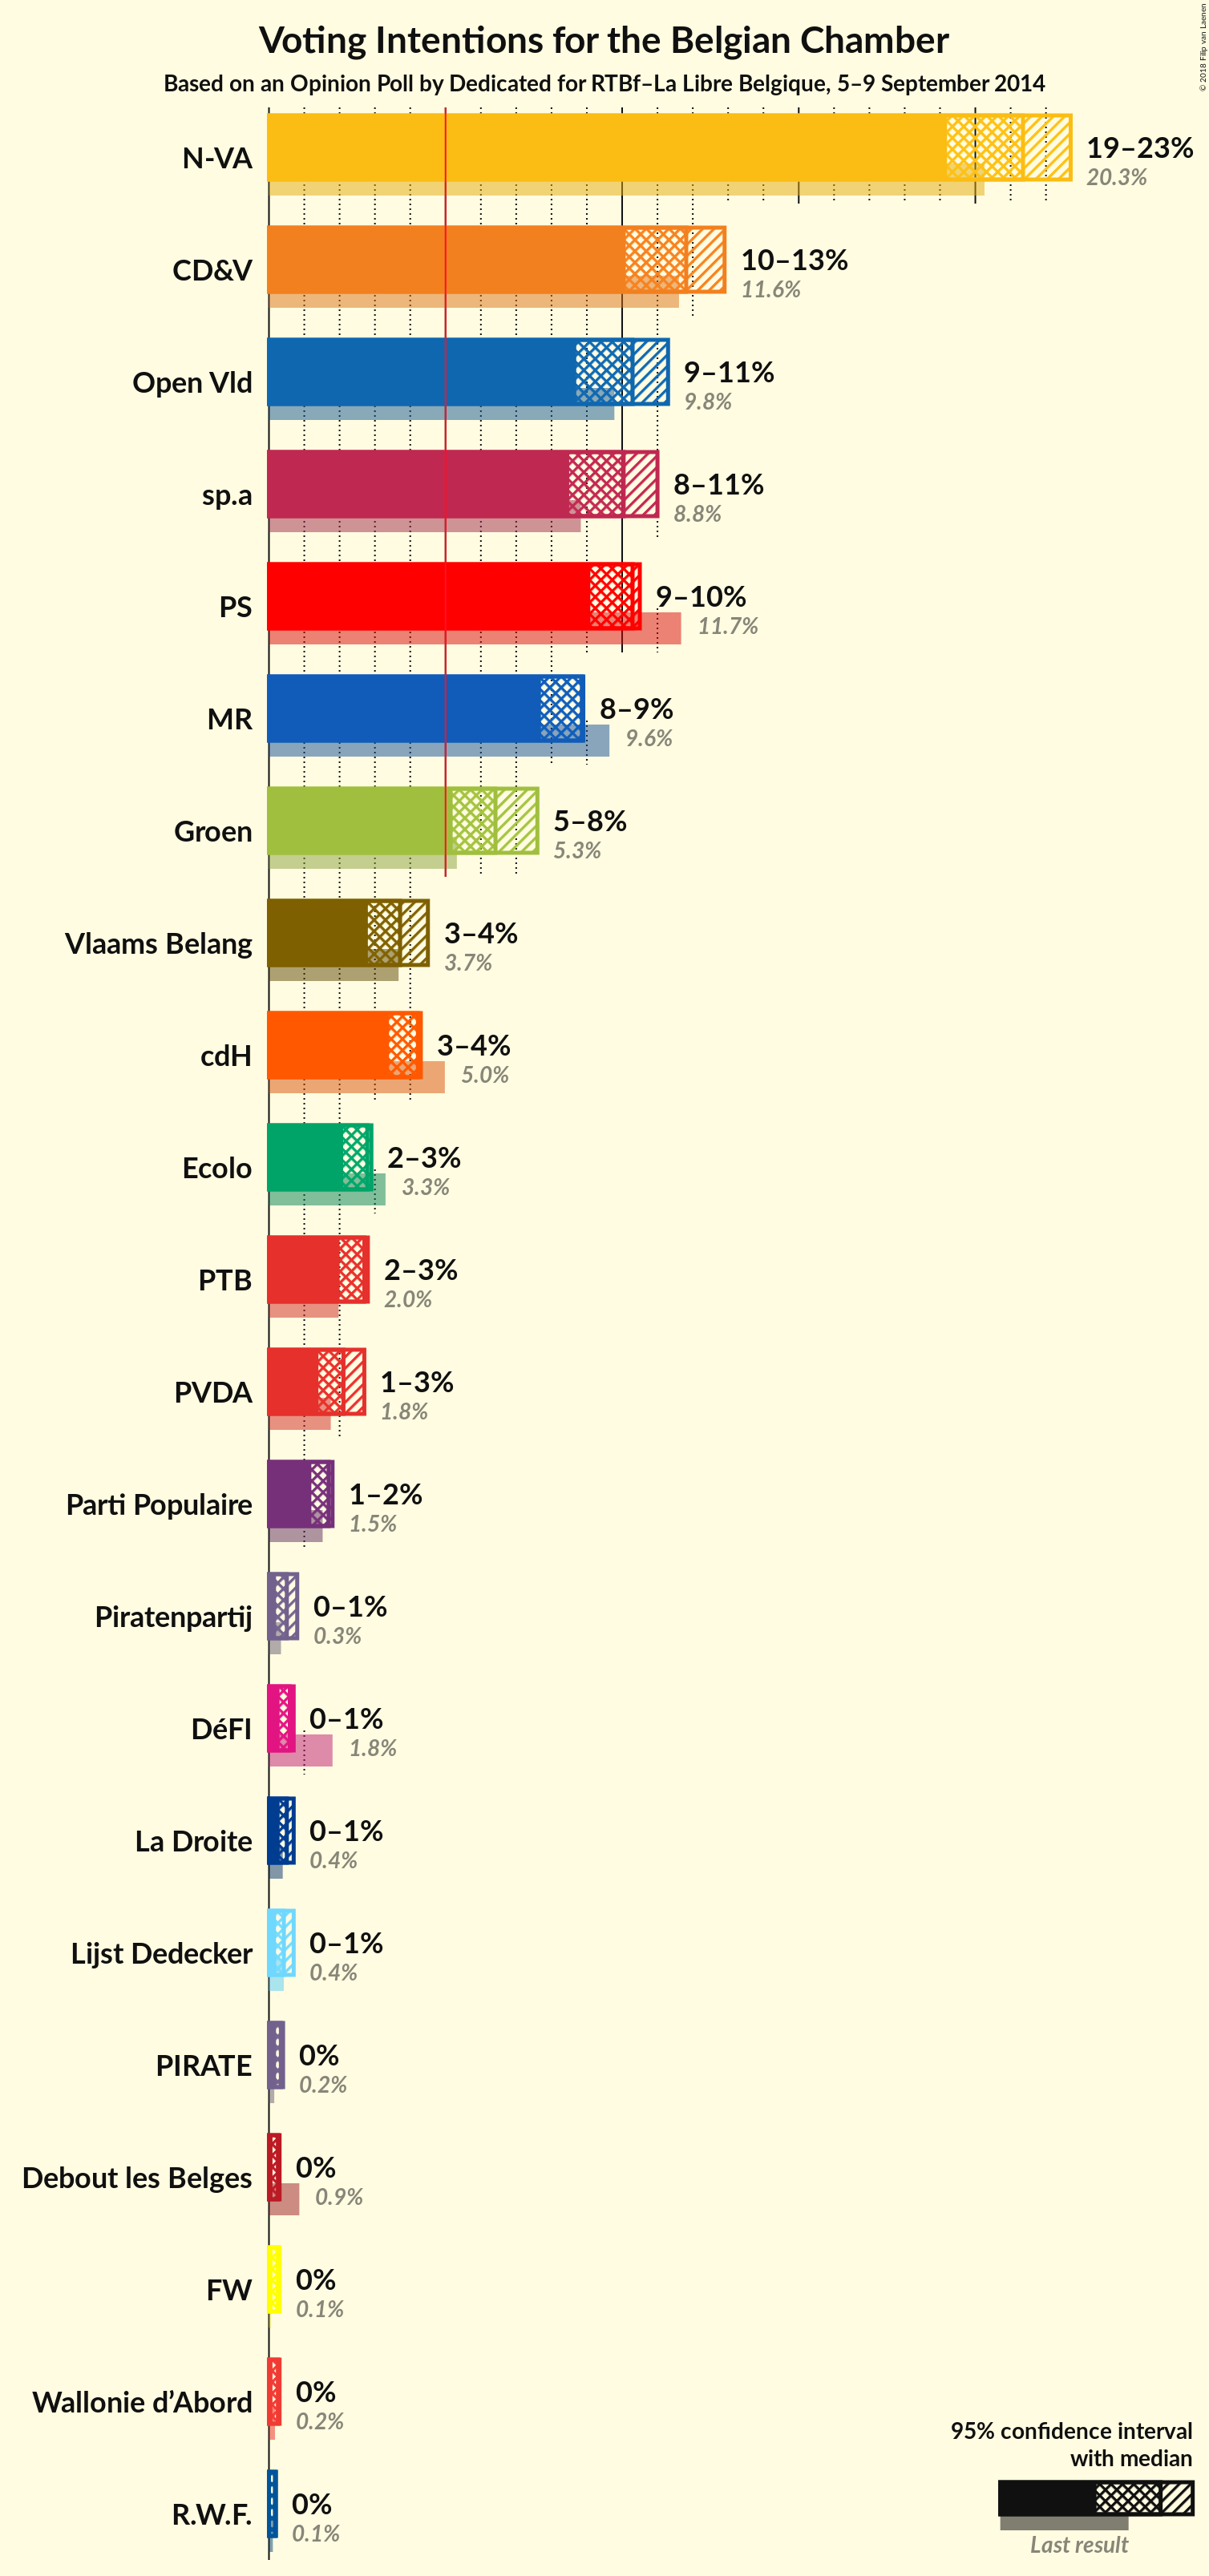 Voting Intentions for the Belgian Chamber
Based on an Opinion Poll by Dedicated for RTBf–La Libre Belgique, 5–9 September 2014
© 2018 Filip van Laenen
N-VA
19–23%
20.3%
CD&V
10–13%
11.6%
Open Vld
9–11%
9.8%
sp.a
8–11%
8.8%
PS
9–10%
11.7%
MR
8–9%
9.6%
Groen
5–8%
5.3%
Vlaams Belang
3–4%
3.7%
cdH
3–4%
5.0%
Ecolo
2–3%
3.3%
PTB
2–3%
2.0%
PVDA
1–3%
1.8%
Parti Populaire
1–2%
1.5%
Piratenpartij
0–1%
0.3%
DéFI
0–1%
1.8%
La Droite
0–1%
0.4%
Lijst Dedecker
0–1%
0.4%
PIRATE
0%
0.2%
Debout les Belges
0%
0.9%
FW
0%
0.1%
Wallonie d’Abord
0%
0.2%
R.W.F.
0%
0.1%
95% confidence interval
with median
Last result